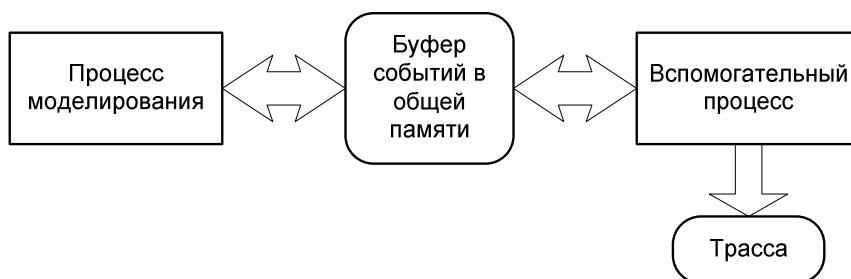 Процесс
моделирования
Буфер
событий в
общей
памяти
Вспомогательный
процесс
Трасса